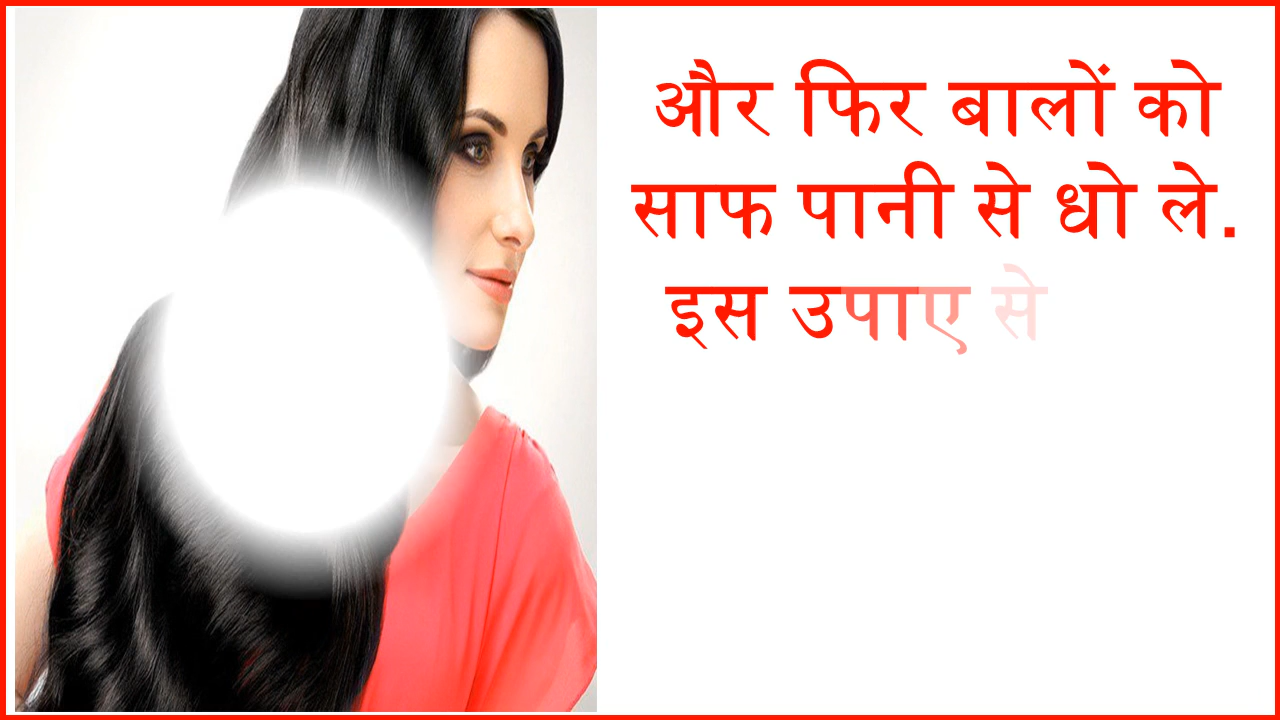 और फिर बालों को
साफ पानी से धो ले.
इस उपाए से